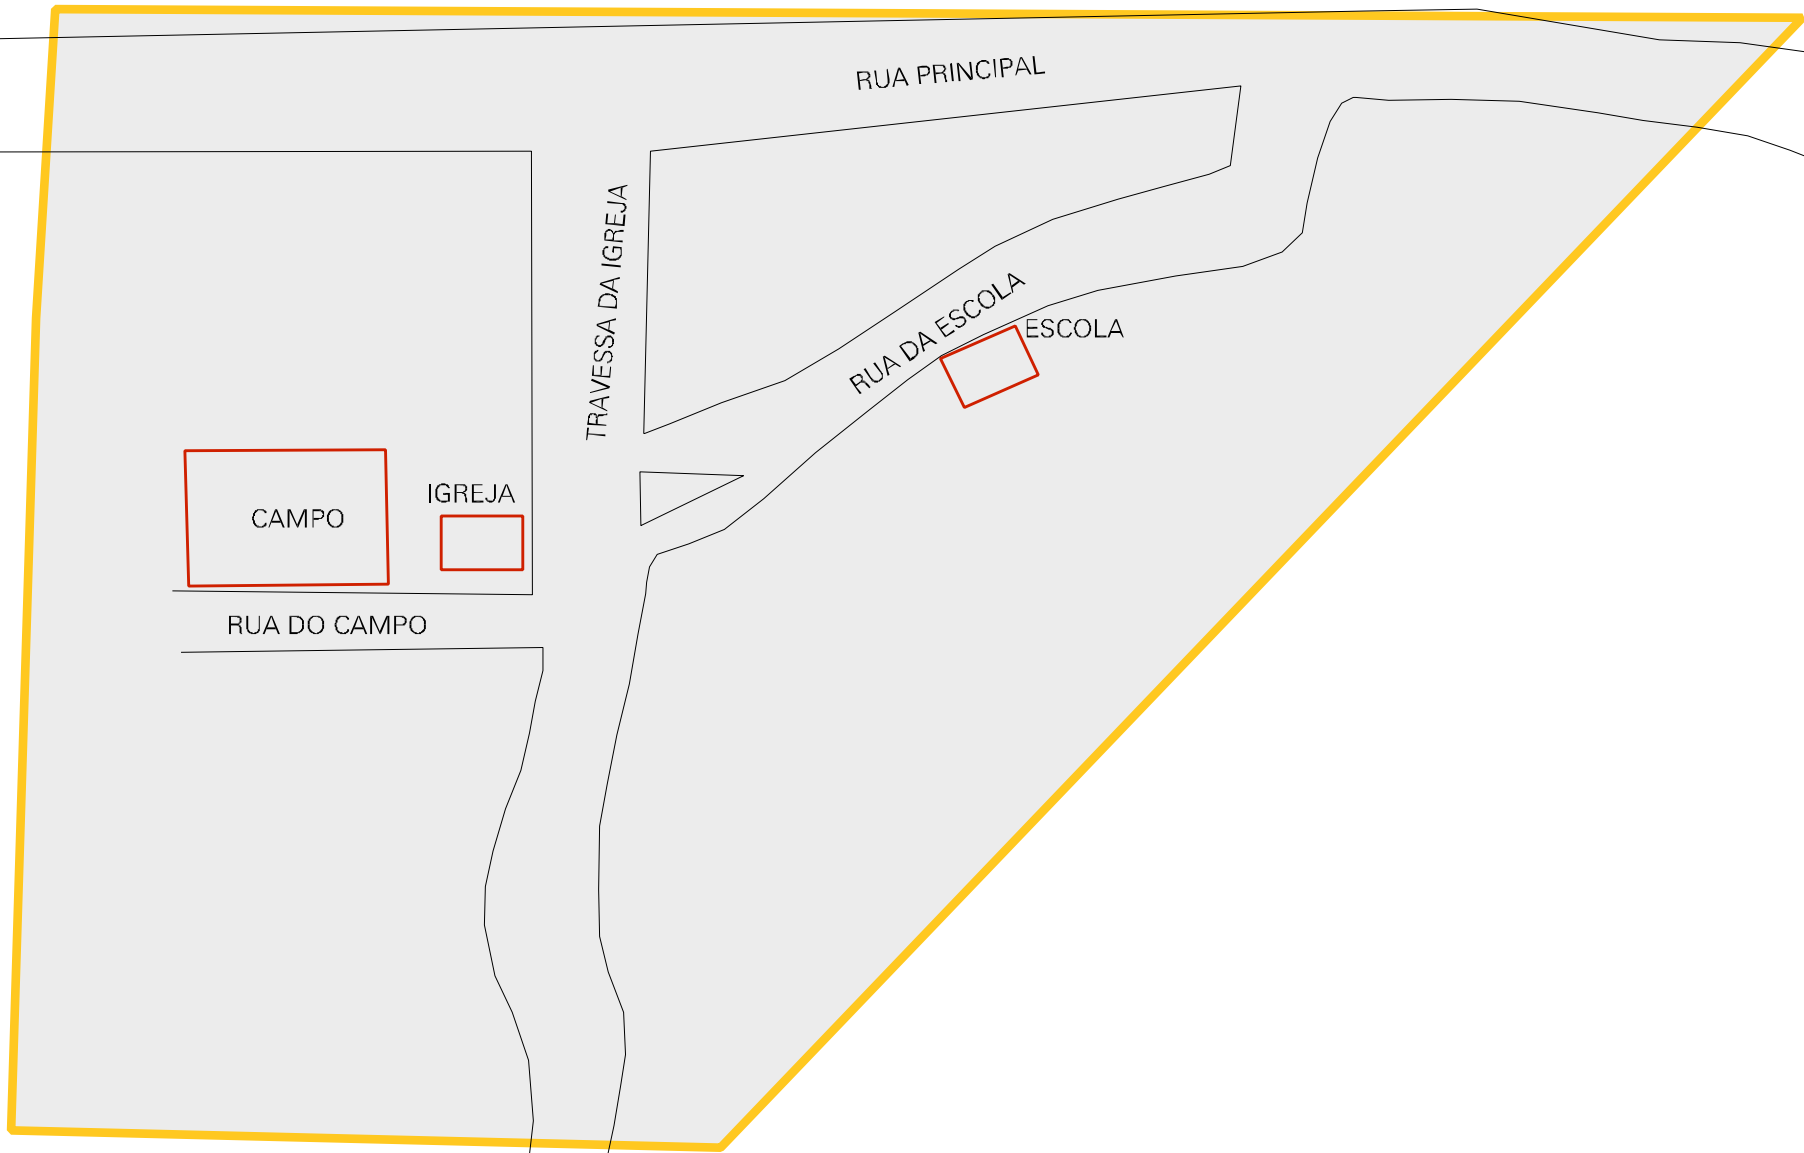 RUA PRINCIPAL
TRAVESSA DA IGREJA
RUA DA ESCOLA
ESCOLA
IGREJA
CAMPO
RUA DO CAMPO